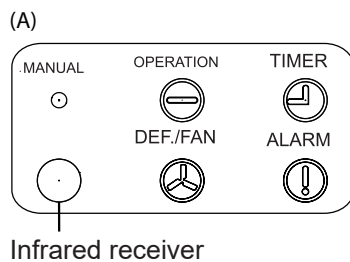 (A)
MANUAL OPERATION TIMER
DEF./FAN ALARM
Infrared receiver